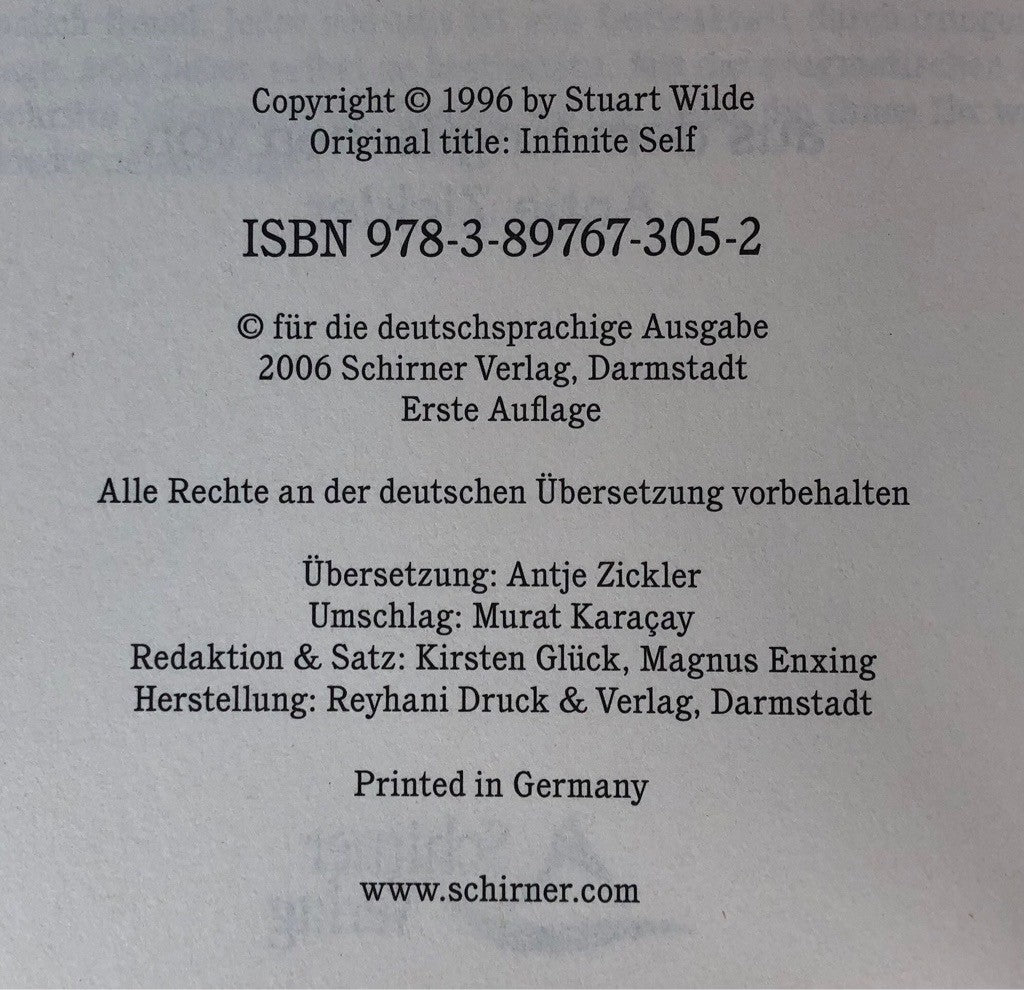 Copyright © 1996 by Stuart Wilde
Original title: Infinite Self
ISBN 978-3-89767-305-2
© für die deutschsprachige Ausgabe
2006 Schirner Verlag, Darmstadt
Erste Auflage
Alle Rechte an der deutschen Übersetzung vorbehalten
Übersetzung: Antje Zickler
Umschlag: Murat Karaçay
Redaktion & Satz: Kirsten Glück, Magnus Enxing
Herstellung: Reyhani Druck & Verlag, Darmstadt
Printed in Germany
www.schirner.com